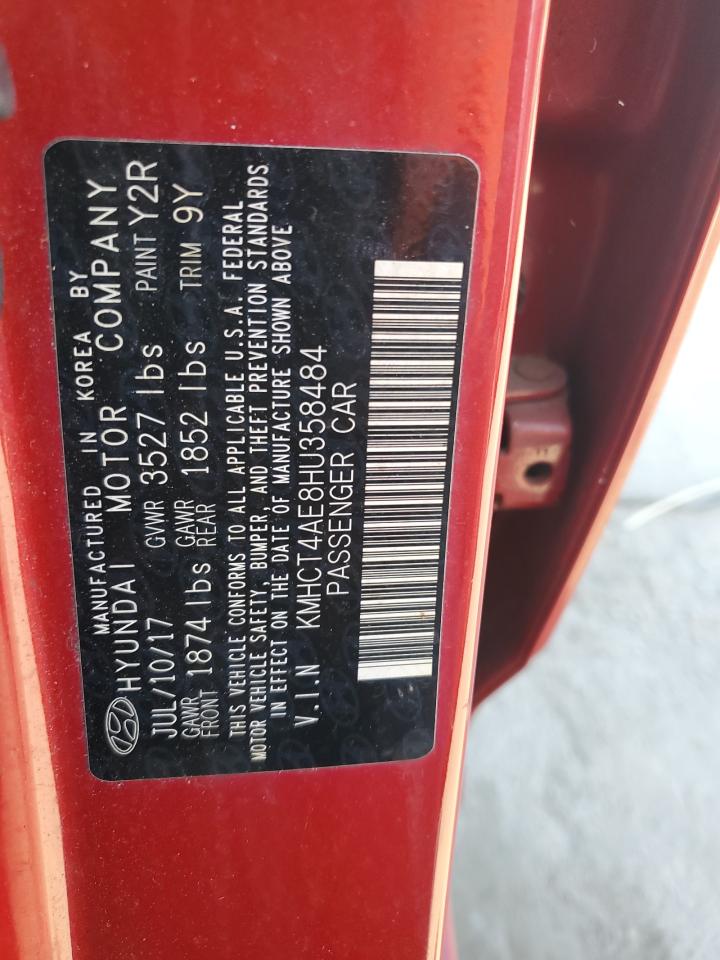 MANUFACTURED IN KOREA BY
HYUNDAI MOTOR COMPANY
JUL/10/17 GVWR 3527 lbs PAINT Y2R
GAWR FRONT 1874 lbs GAWR REAR 1852 lbs TRIM 9Y
THIS VEHICLE CONFORMS TO ALL APPLICABLE U.S.A. FEDERAL
MOTOR VEHICLE SAFETY, BUMPER, AND THEFT PREVENTION STANDARDS
IN EFFECT ON THE DATE OF MANUFACTURE SHOWN ABOVE
V.I.N KMHCT4AE8HU358484
PASSENGER CAR